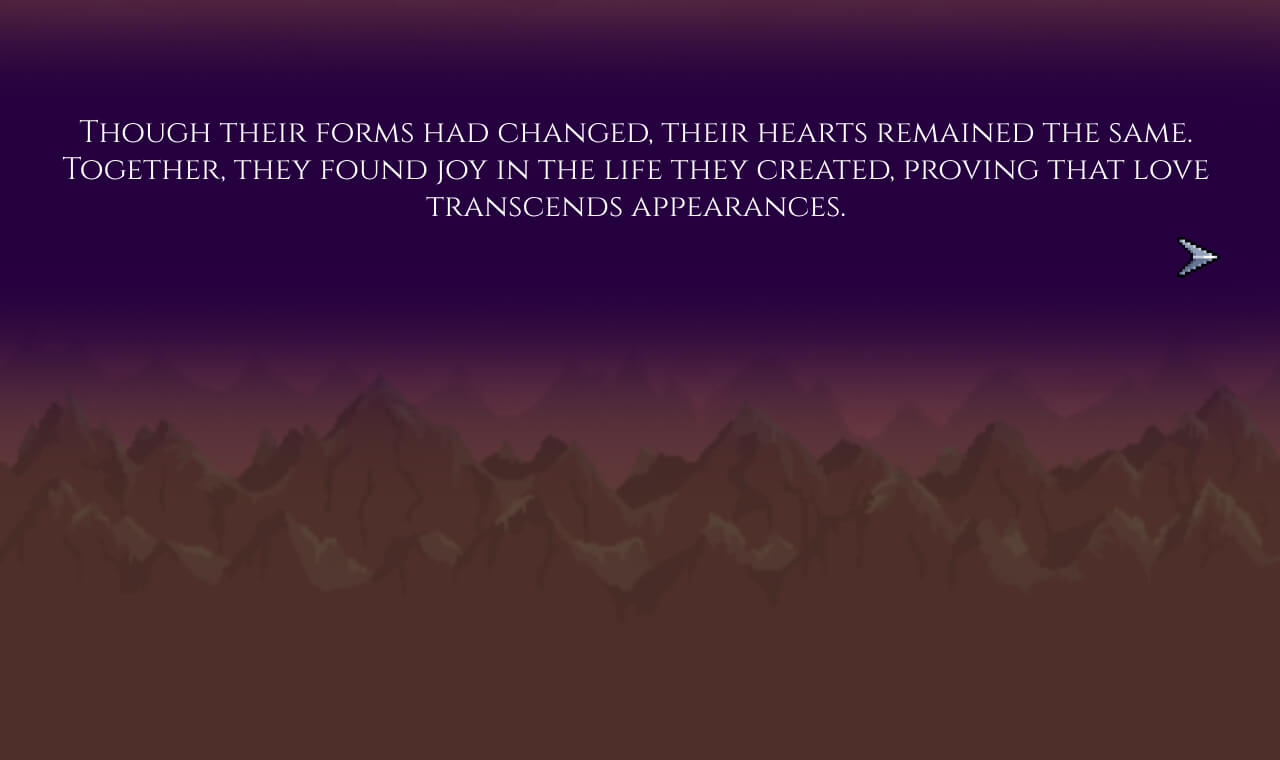 Though their forms had changed, their hearts remained the same.
Together, they found joy in the life they created, proving that love
transcends appearances.